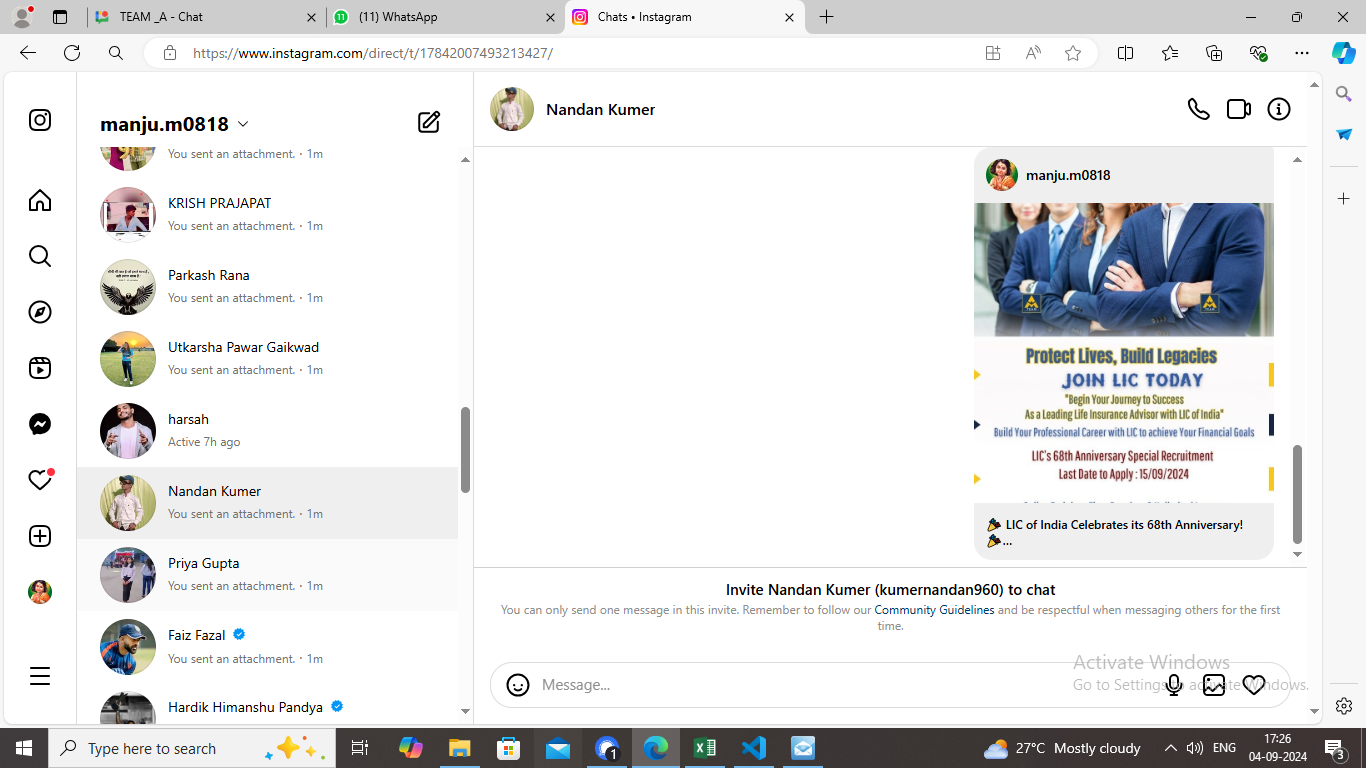 TEAM _A - Chat
(11) WhatsApp
Chats • Instagram
https://www.instagram.com/direct/t/17842007493213427/
manju.m0818
You sent an attachment. · 1m
KRISH PRAJAPAT
You sent an attachment. · 1m
Parkash Rana
You sent an attachment. · 1m
Utkarsha Pawar Gaikwad
You sent an attachment. · 1m
harsah
Active 7h ago
Nandan Kumer
You sent an attachment. · 1m
Priya Gupta
You sent an attachment. · 1m
Faiz Fazal
You sent an attachment. · 1m
Hardik Himanshu Pandya
Nandan Kumer
manju.m0818
Protect Lives, Build Legacies
JOIN LIC TODAY
"Begin Your Journey to Success
As a Leading Life Insurance Advisor with LIC of India"
Build Your Professional Career with LIC to achieve Your Financial Goals
LIC's 68th Anniversary Special Recruitment
Last Date to Apply : 15/09/2024
🎉 LIC of India Celebrates its 68th Anniversary!
🎉...
Invite Nandan Kumer (kumernandan960) to chat
You can only send one message in this invite. Remember to follow our Community Guidelines and be respectful when messaging others for the first
time.
Message...
Activate Windows
Go to Settings to activate Windows.
Type here to search
1
27°C Mostly cloudy
ENG
17:26
04-09-2024
3